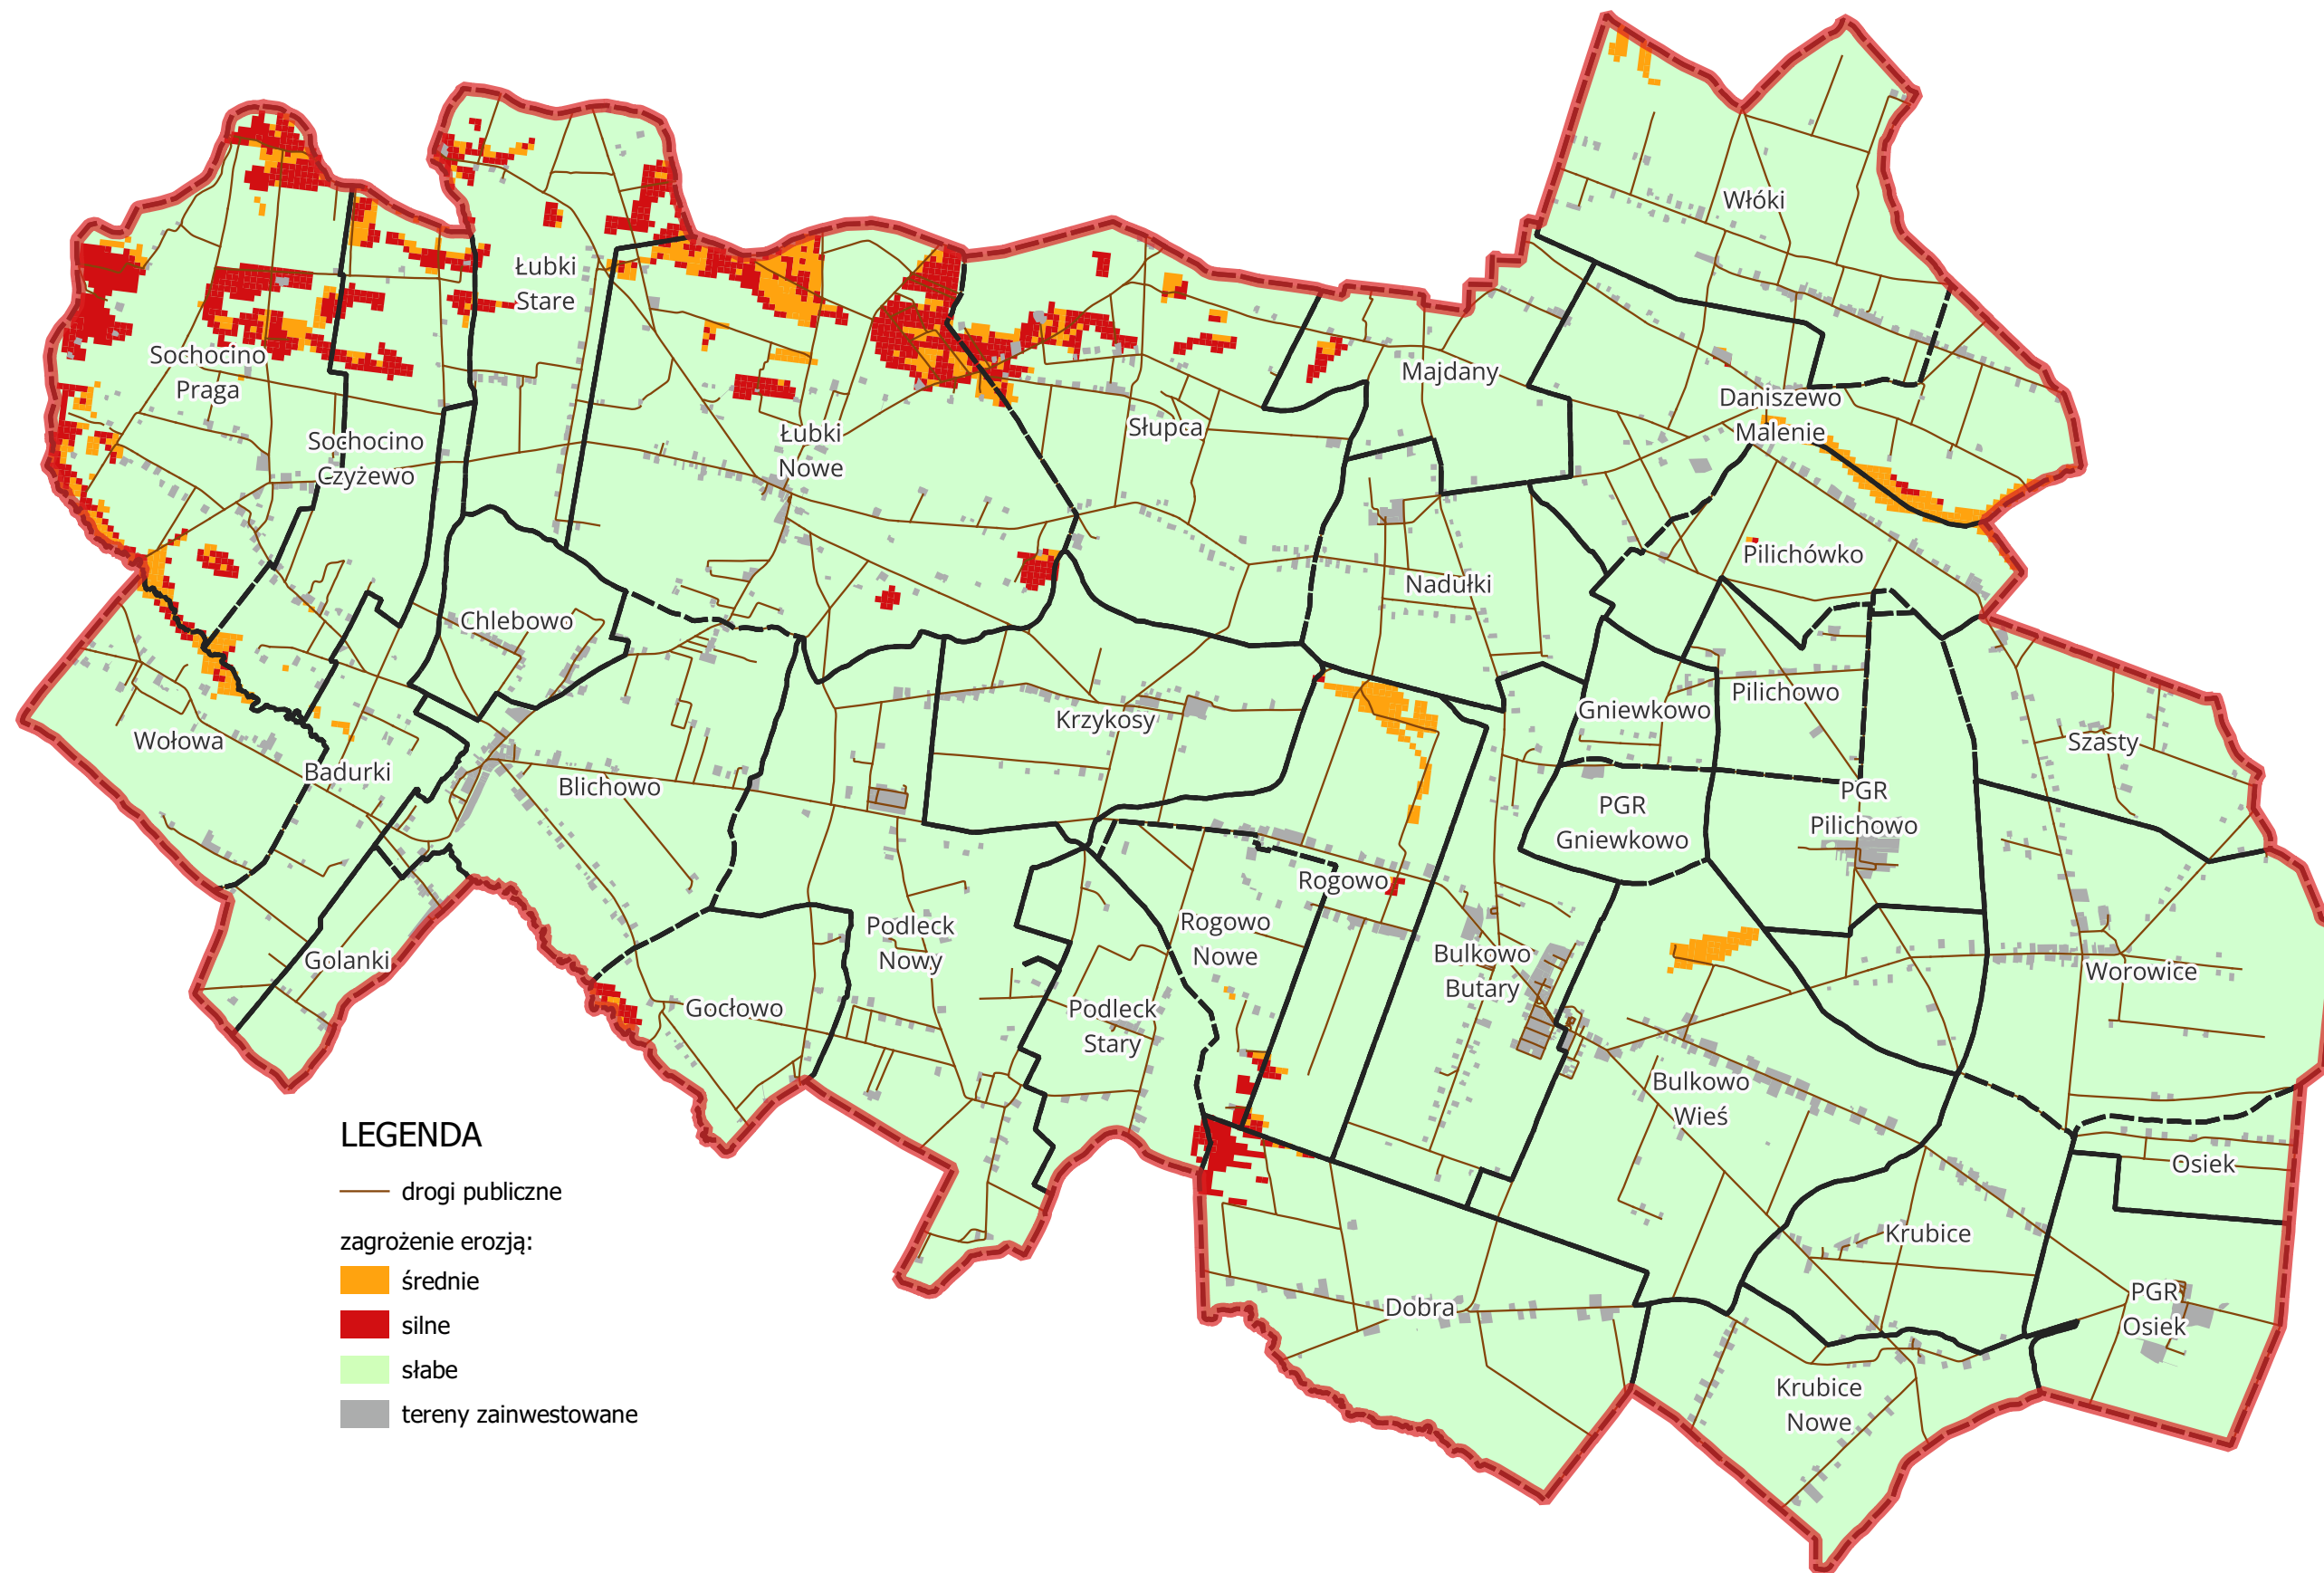 Włóki
Łubki
Stare
Sochocino
Praga
Majdany
Daniszewo
Malenie
Słupca
Łubki
Nowe
Sochocino
Czyżewo
Pilichówko
Nadułki
Chlebowo
Pilichowo
Gniewkowo
Krzykosy
Wołowa
Szasty
Badurki
Blichowo
PGR
Gniewkowo
PGR
Pilichowo
Rogowo
Rogowo
Nowe
Podleck
Nowy
Golanki
Bulkowo
Butary
Worowice
Gocłowo
Podleck
Stary
Bulkowo
Wieś
Osiek
Krubice
Dobra
PGR
Osiek
Krubice
Nowe
LEGENDA
drogi publiczne
zagrożenie erozją:
średnie
silne
słabe
tereny zainwestowane